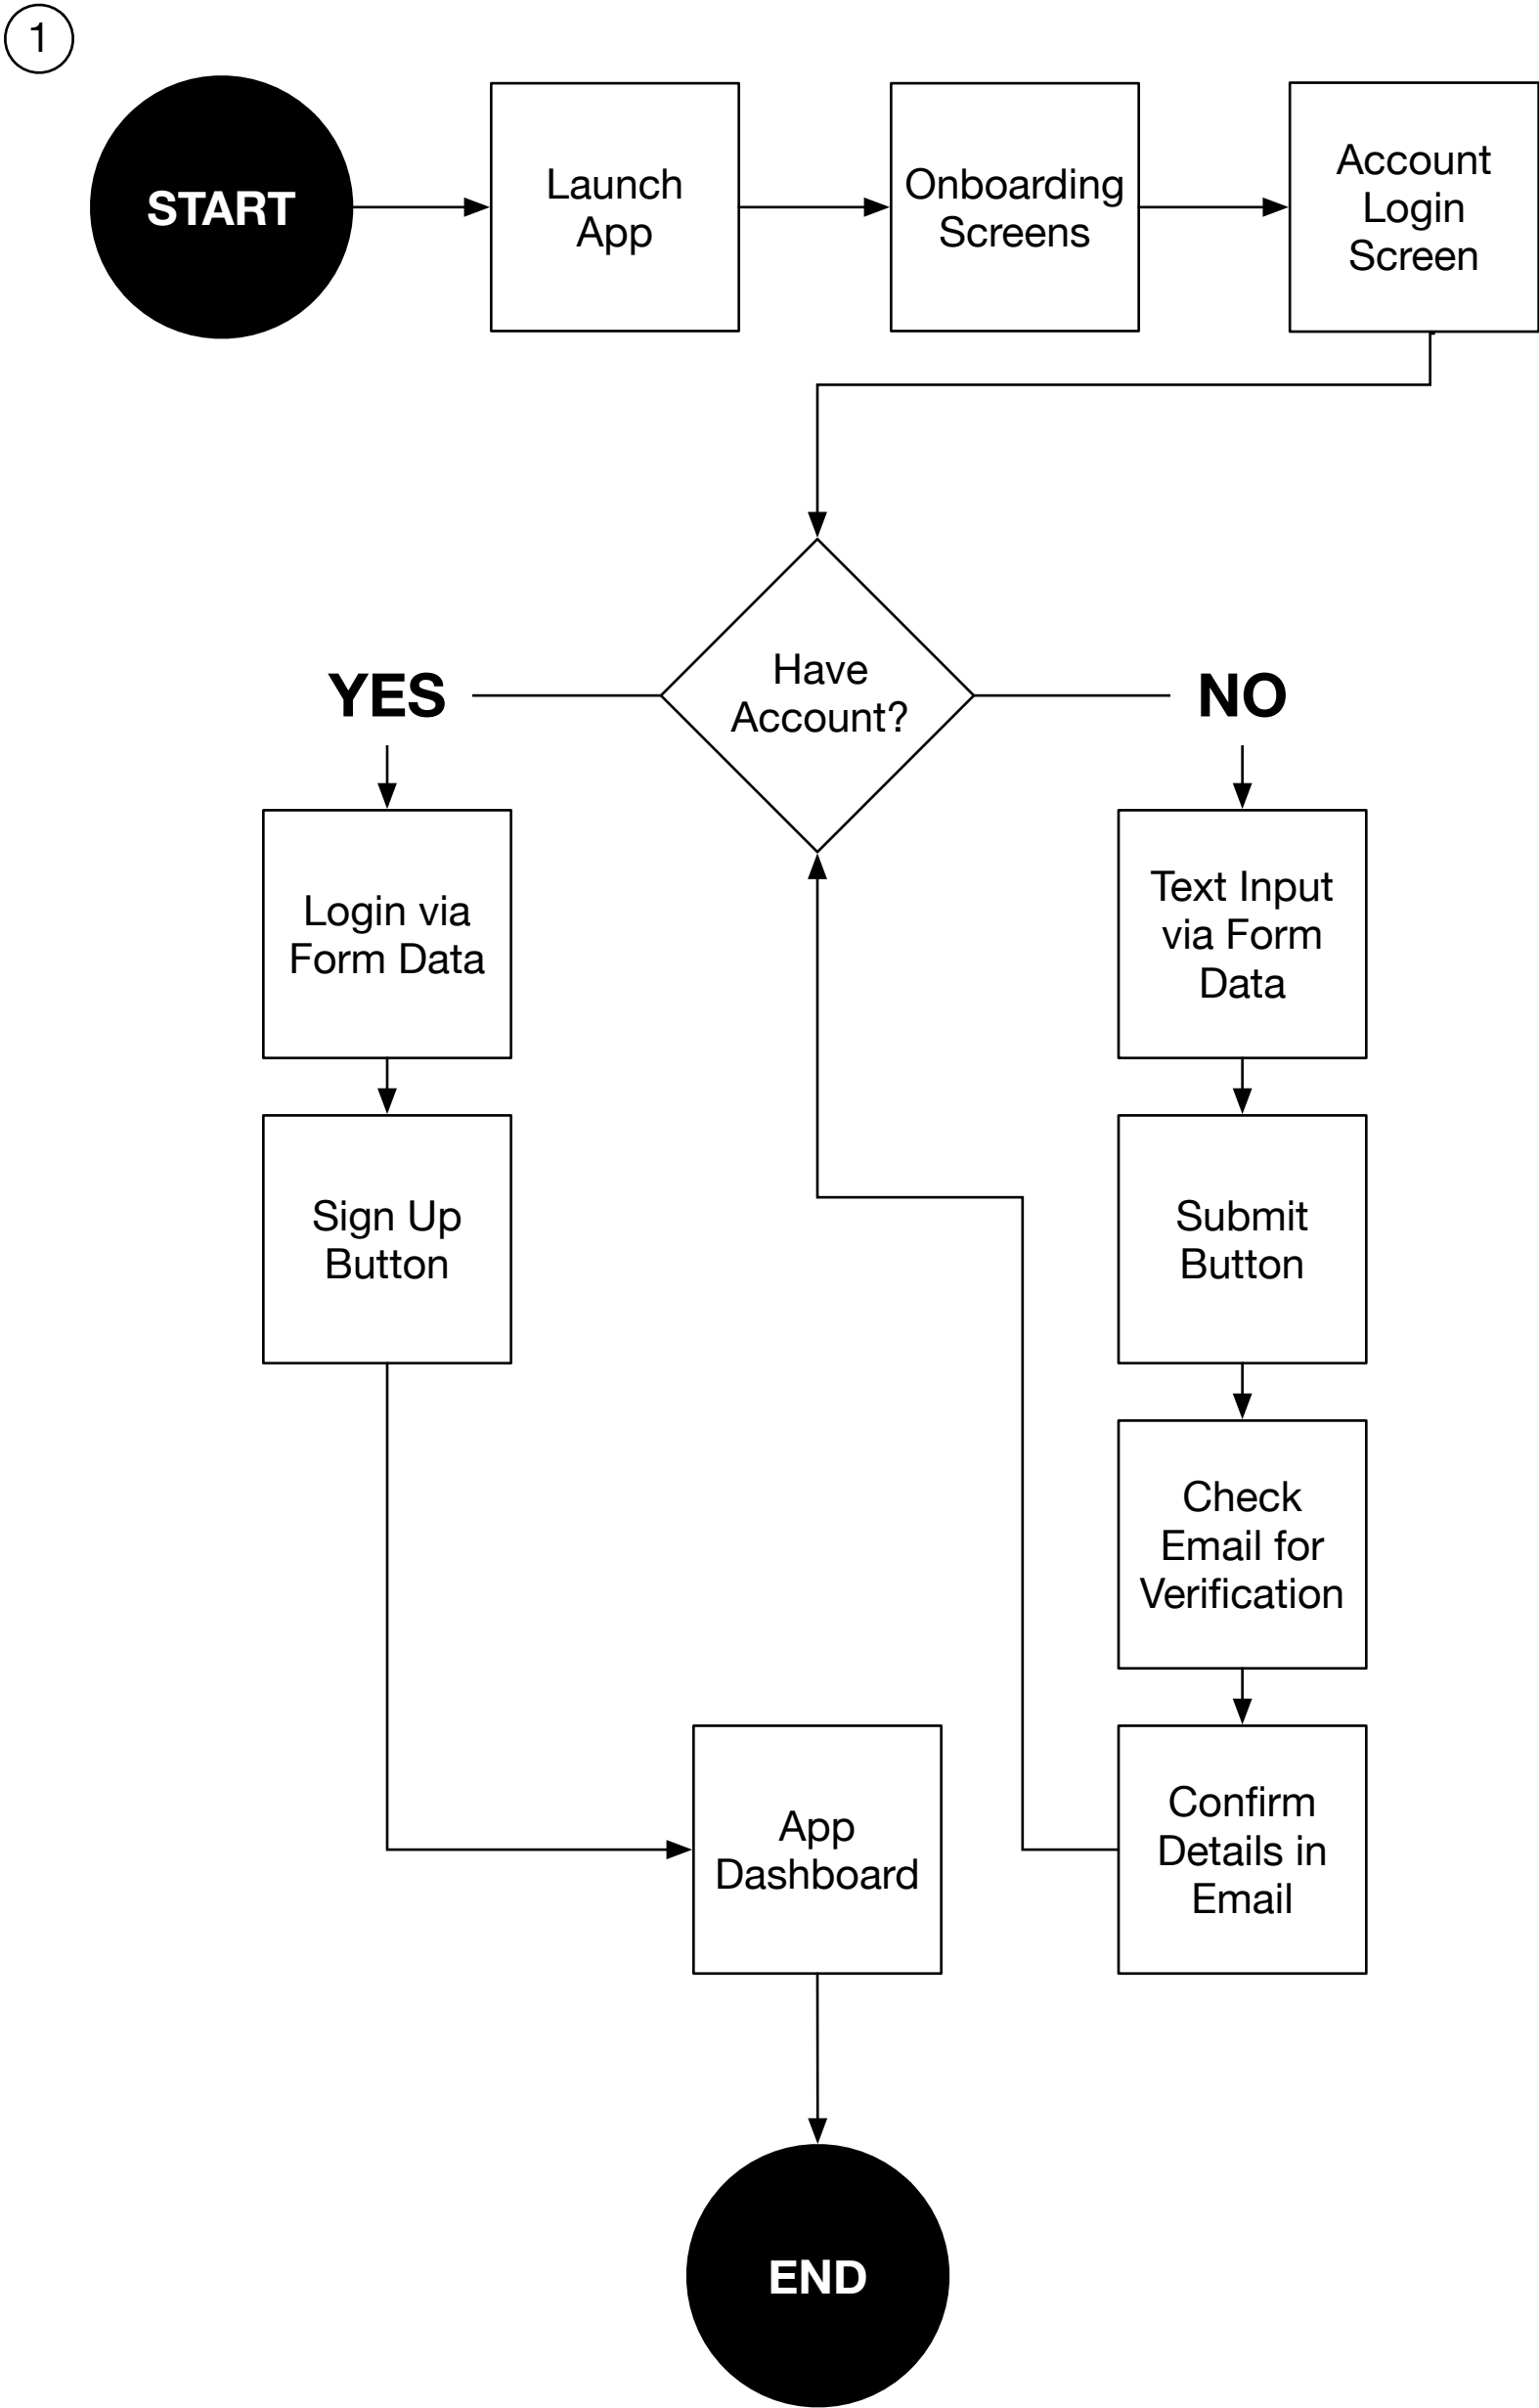 1
START
Launch
App
Onboarding
Screens
Account
Login
Screen
Have
Account?
YES
NO
Login via
Form Data
Text Input
via Form
Data
Sign Up
Button
Submit
Button
Check
Email for
Verification
App
Dashboard
Confirm
Details in
Email
END